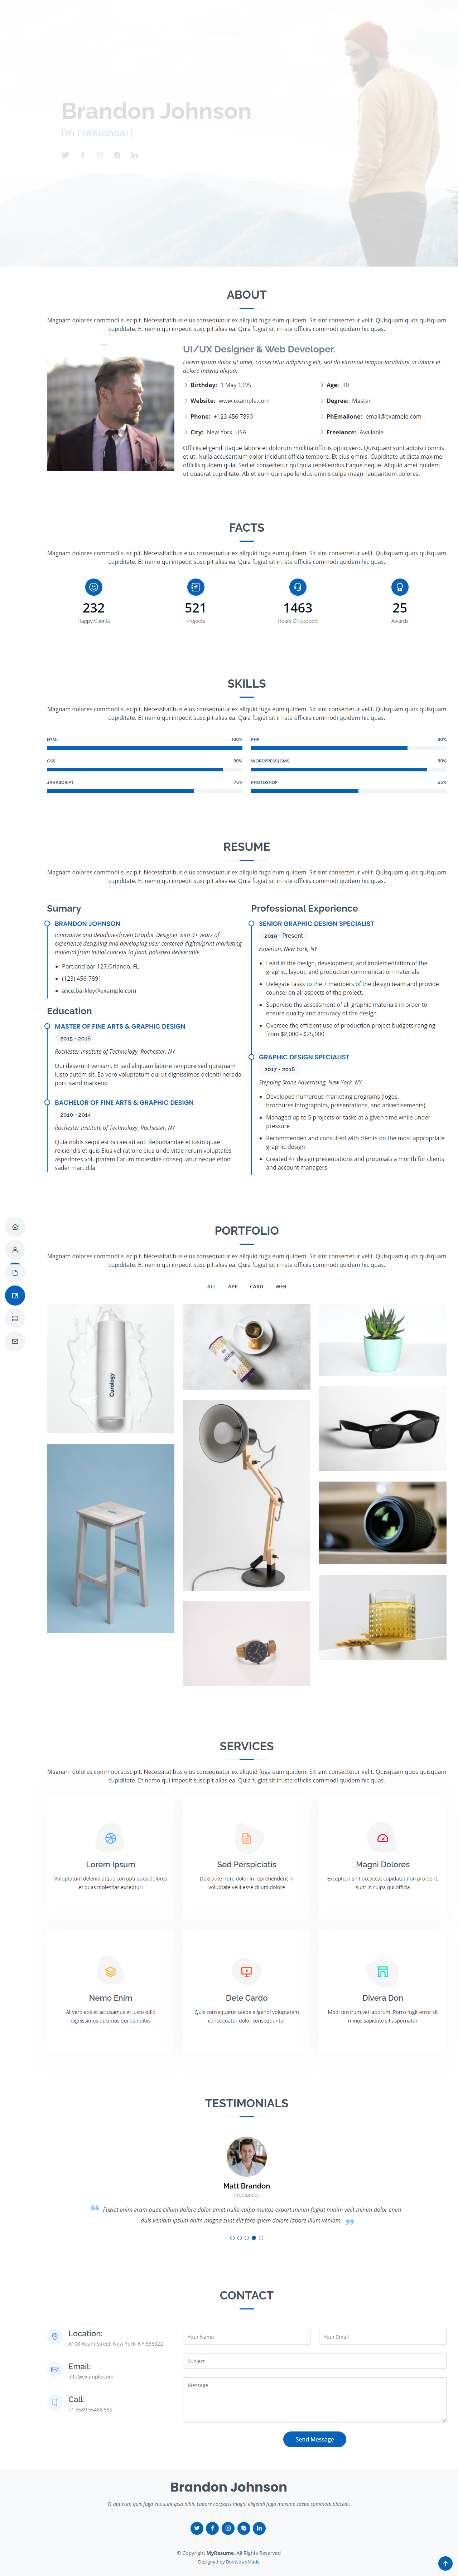 Brandon Johnson
I'm Freelancer|
ABOUT
Magnam dolores commodi suscipit. Necessitatibus eius consequatur ex aliquid fuga eum quidem. Sit sint consectetur velit. Quisquam quos quisquam
cupiditate. Et nemo qui impedit suscipit alias ea. Quia fugiat sit in iste officiis commodi quidem hic quas.
UI/UX Designer & Web Developer.
Lorem ipsum dolor sit amet, consectetur adipiscing elit, sed do eiusmod tempor incididunt ut labore et
dolore magna aliqua.
Birthday: 1 May 1995
Age: 30
Website: www.example.com
Degree: Master
Phone: +123 456 7890
PhEmailone: email@example.com
City: New York, USA
Freelance: Available
Officiis eligendi itaque labore et dolorum mollitia officiis optio vero. Quisquam sunt adipisci omnis
et ut. Nulla accusantium dolor incidunt officia tempore. Et eius omnis. Cupiditate ut dicta maxime
officiis quidem quia. Sed et consectetur qui quia repellendus itaque neque. Aliquid amet quidem
ut quaerat cupiditate. Ab et eum qui repellendus omnis culpa magni laudantium dolores.
FACTS
Magnam dolores commodi suscipit. Necessitatibus eius consequatur ex aliquid fuga eum quidem. Sit sint consectetur velit. Quisquam quos quisquam
cupiditate. Et nemo qui impedit suscipit alias ea. Quia fugiat sit in iste officiis commodi quidem hic quas.
232
521
1463
25
Happy Clients
Projects
Hours Of Support
Awards
SKILLS
Magnam dolores commodi suscipit. Necessitatibus eius consequatur ex aliquid fuga eum quidem. Sit sint consectetur velit. Quisquam quos quisquam
cupiditate. Et nemo qui impedit suscipit alias ea. Quia fugiat sit in iste officiis commodi quidem hic quas.
HTML 100%
PHP 80%
CSS 90%
WORDPRESS/CMS 90%
JAVASCRIPT 75%
PHOTOSHOP 55%
RESUME
Magnam dolores commodi suscipit. Necessitatibus eius consequatur ex aliquid fuga eum quidem. Sit sint consectetur velit. Quisquam quos quisquam
cupiditate. Et nemo qui impedit suscipit alias ea. Quia fugiat sit in iste officiis commodi quidem hic quas.
Sumary
BRANDON JOHNSON
Innovative and deadline-driven Graphic Designer with 3+ years of
experience designing and developing user-centered digital/print marketing
material from initial concept to final, polished deliverable.
Portland par 127,Orlando, FL
(123) 456-7891
alice.barkley@example.com
Education
MASTER OF FINE ARTS & GRAPHIC DESIGN
2015 - 2016
Rochester Institute of Technology, Rochester, NY
Qui deserunt veniam. Et sed aliquam labore tempore sed quisquam
iusto autem sit. Ea vero voluptatum qui ut dignissimos deleniti nerada
porti sand markend
BACHELOR OF FINE ARTS & GRAPHIC DESIGN
2010 - 2014
Rochester Institute of Technology, Rochester, NY
Quia nobis sequi est occaecati aut. Repudiandae et iusto quae
reiciendis et quis Eius vel ratione eius unde vitae rerum voluptates
asperiores voluptatem Earum molestiae consequatur neque etlon
sader mart dila
Professional Experience
SENIOR GRAPHIC DESIGN SPECIALIST
2019 - Present
Experion, New York, NY
Lead in the design, development, and implementation of the
graphic, layout, and production communication materials
Delegate tasks to the 7 members of the design team and provide
counsel on all aspects of the project.
Supervise the assessment of all graphic materials in order to
ensure quality and accuracy of the design
Oversee the efficient use of production project budgets ranging
from $2,000 - $25,000
GRAPHIC DESIGN SPECIALIST
2017 - 2018
Stepping Stone Advertising, New York, NY
Developed numerous marketing programs (logos,
brochures,infographics, presentations, and advertisements).
Managed up to 5 projects or tasks at a given time while under
pressure
Recommended and consulted with clients on the most appropriate
graphic design
Created 4+ design presentations and proposals a month for clients
and account managers
PORTFOLIO
Magnam dolores commodi suscipit. Necessitatibus eius consequatur ex aliquid fuga eum quidem. Sit sint consectetur velit. Quisquam quos quisquam
cupiditate. Et nemo qui impedit suscipit alias ea. Quia fugiat sit in iste officiis commodi quidem hic quas.
ALL
APP
CARD
WEB
Curology
SERVICES
Magnam dolores commodi suscipit. Necessitatibus eius consequatur ex aliquid fuga eum quidem. Sit sint consectetur velit. Quisquam quos quisquam
cupiditate. Et nemo qui impedit suscipit alias ea. Quia fugiat sit in iste officiis commodi quidem hic quas.
Lorem Ipsum
Voluptatum deleniti atque corrupti quos dolores
et quas molestias excepturi
Sed Perspiciatis
Duis aute irure dolor in reprehenderit in
voluptate velit esse cillum dolore
Magni Dolores
Excepteur sint occaecat cupidatat non proident,
sunt in culpa qui officia
Nemo Enim
At vero eos et accusamus et iusto odio
dignissimos ducimus qui blanditiis
Dele Cardo
Quis consequatur saepe eligendi voluptatem
consequatur dolor consequuntur
Divera Don
Modi nostrum vel laborum. Porro fugit error sit
minus sapiente sit aspernatur
TESTIMONIALS
Matt Brandon
Freelancer
Fugiat enim eram quae cillum dolore dolor amet nulla culpa multos export minim fugiat minim velit minim dolor enim
duis veniam ipsum anim magna sunt elit fore quem dolore labore illum veniam.
CONTACT
Location:
A108 Adam Street, New York, NY 535022
Email:
info@example.com
Call:
+1 5589 55488 55s
Your Name
Your Email
Subject
Message
Send Message
Brandon Johnson
Et aut eum quis fuga eos sunt ipsa nihil. Labore corporis magni eligendi fuga maxime saepe commodi placeat.
© Copyright MyResume. All Rights Reserved
Designed by BootstrapMade